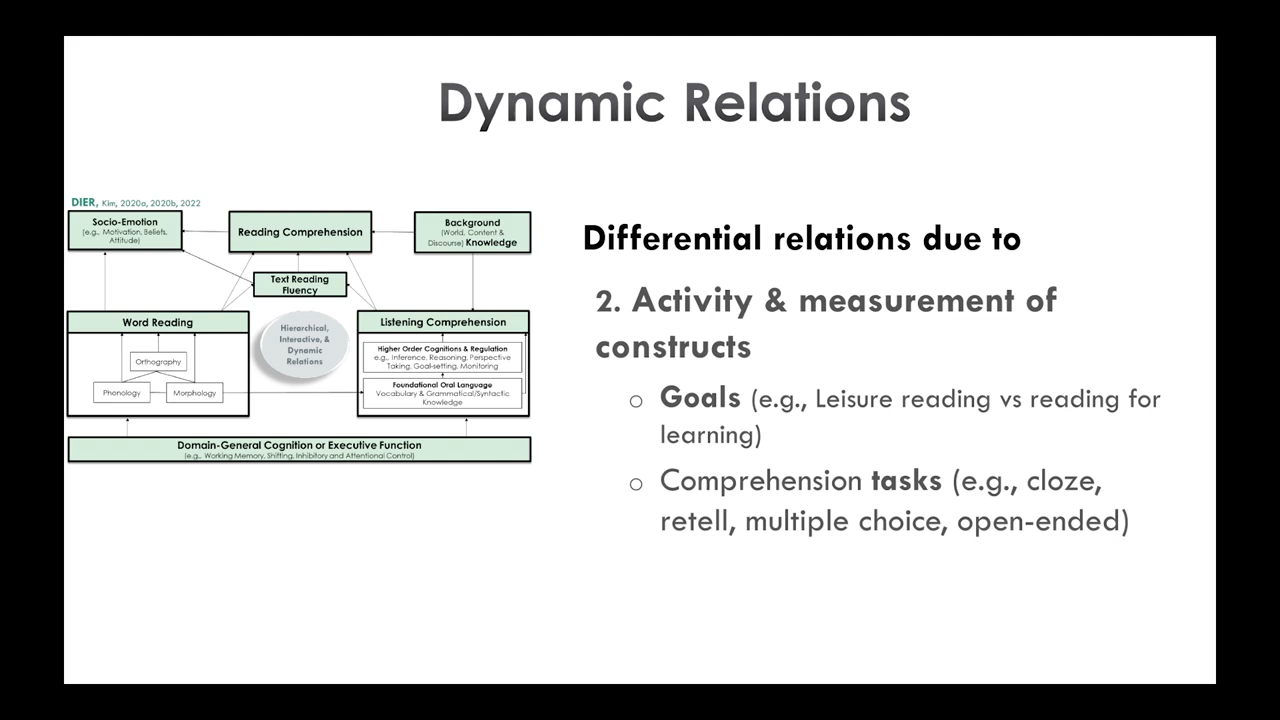 Dynamic Relations
DIER, Kim, 2020a, 2020b, 2022
Socio-Emotion
(e.g., Motivation, Beliefs,
Attitude)
Reading Comprehension
Background
(World, Content &
Discourse) Knowledge
Text Reading
Fluency
Word Reading
Orthography
Phonology
Morphology
Hierarchical,
Interactive, &
Dynamic
Relations
Listening Comprehension
Higher Order Cognitions & Regulation
e.g., Inference, Reasoning, Perspective
Taking, Goal-setting, Monitoring
Foundational Oral Language
Vocabulary & Grammatical/Syntactic
Knowledge
Domain-General Cognition or Executive Function
(e.g., Working Memory, Shifting, Inhibitory and Attentional Control)
Differential relations due to
2. Activity & measurement of
constructs
o Goals (e.g., Leisure reading vs reading for
learning)
o Comprehension tasks (e.g., cloze,
retell, multiple choice, open-ended)